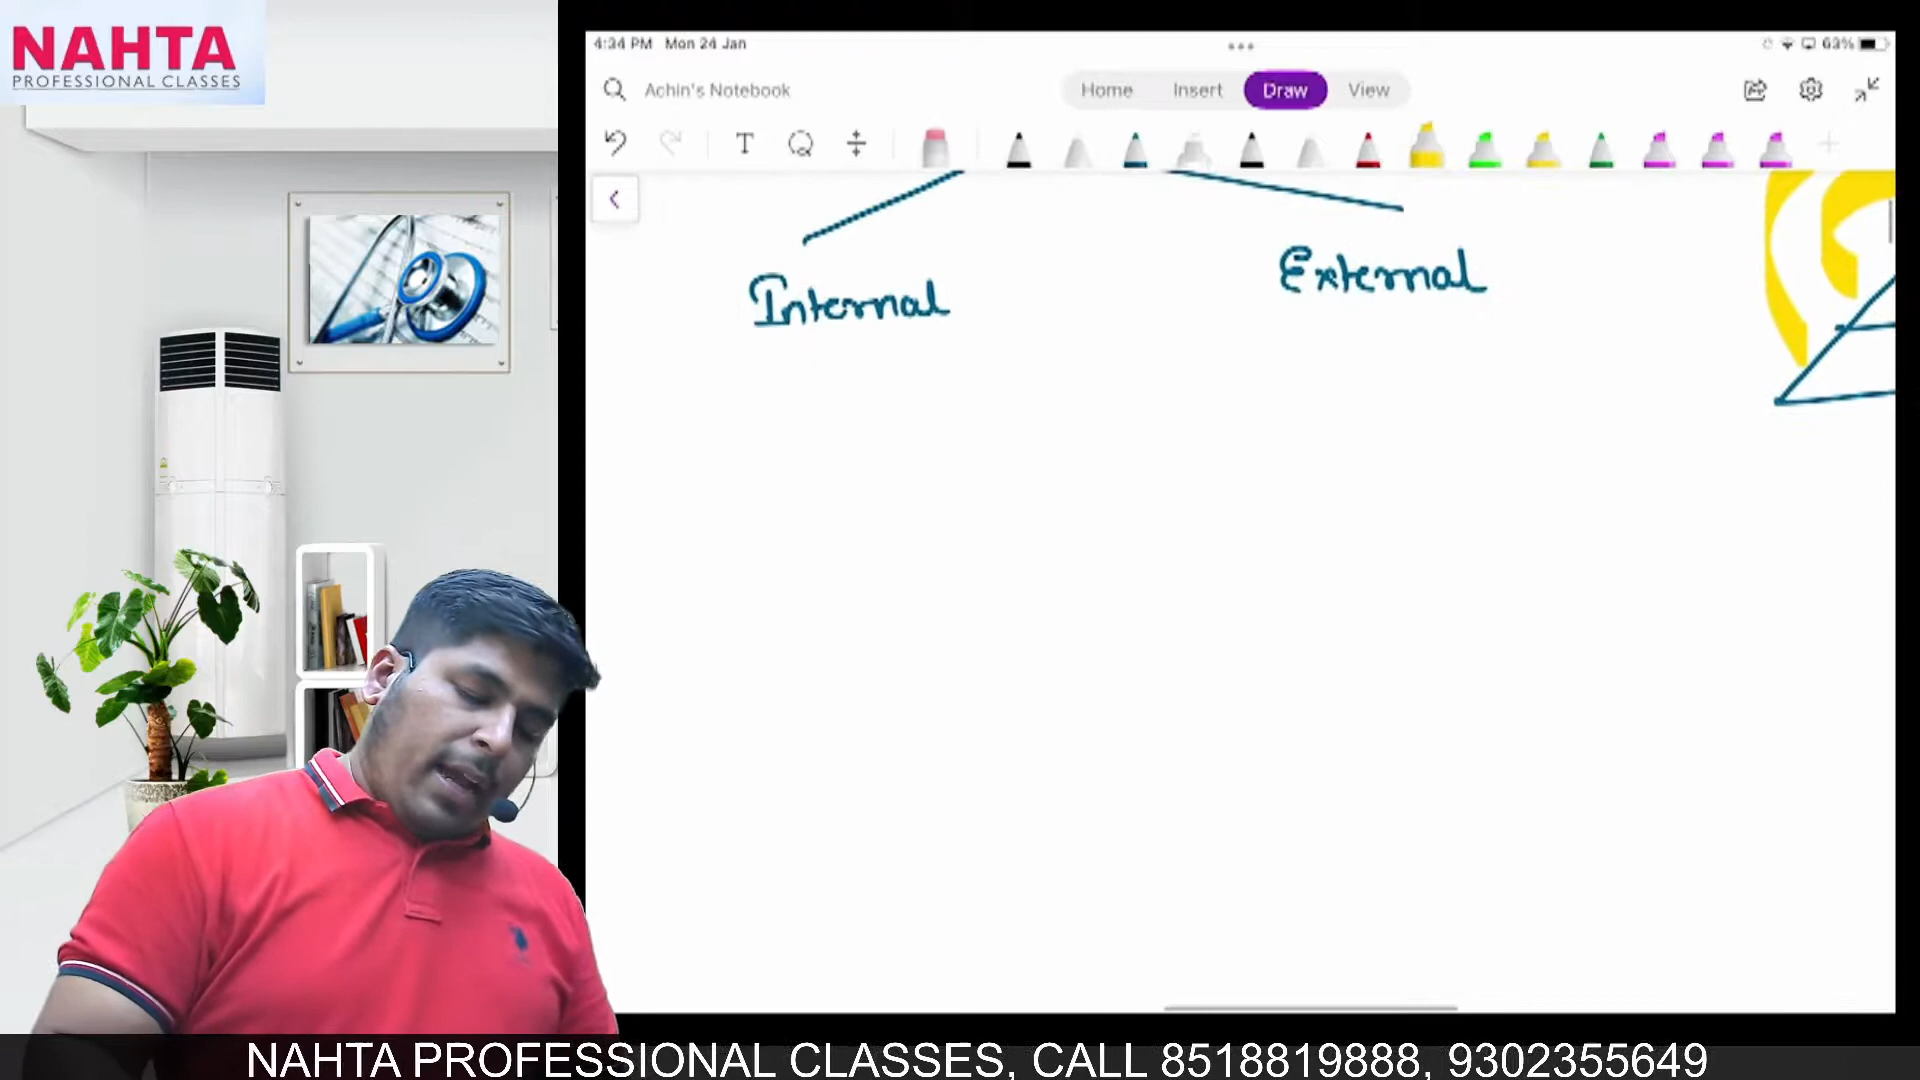 NAHTA
PROFESSIONAL CLASSES
4:34 PM Mon 24 Jan
63%
Achin's Notebook
Home Insert Draw View
T
Internal
External
NAHTA PROFESSIONAL CLASSES, CALL 8518819888, 9302355649